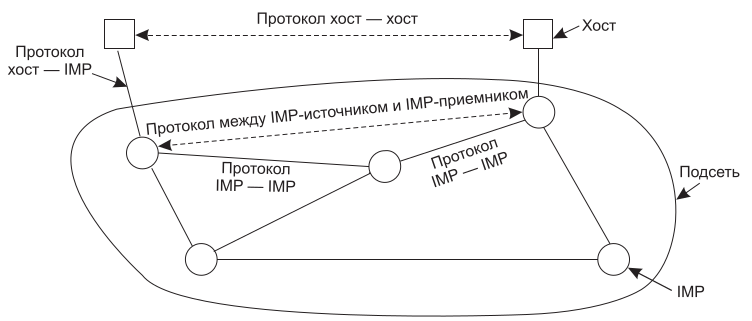 Протокол хост — хост
Хост
Протокол
хост — IMP
Протокол между IMP-источником и IMP-приемником
Протокол
IMP — IMP
Протокол
IMP — IMP
Подсеть
IMP